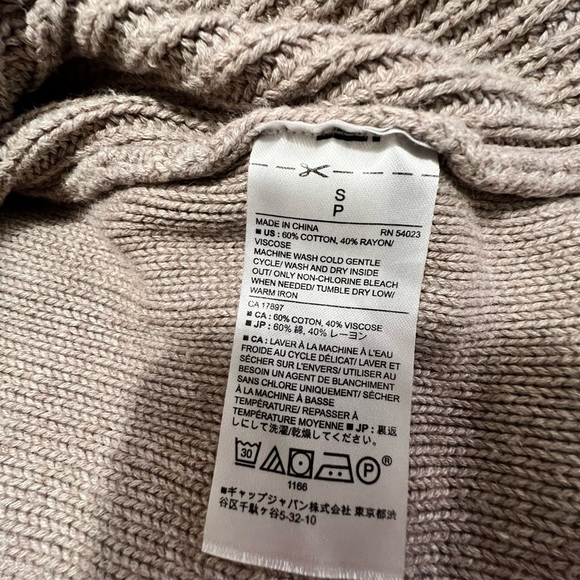 S
P
MADE IN CHINA RN 54023
■ US : 60% COTTON, 40% RAYON/
VISCOSE
MACHINE WASH COLD GENTLE
CYCLE/ WASH AND DRY INSIDE
OUT/ ONLY NON-CHLORINE BLEACH
WHEN NEEDED/ TUMBLE DRY LOW/
WARM IRON
CA 17897
■ CA : 60% COTON, 40% VISCOSE
■ JP : 60% 綿, 40% レーヨン
■ CA : LAVER À LA MACHINE À L'EAU
FROIDE AU CYCLE DÉLICAT/ LAVER ET
SÉCHER SUR L'ENVERS/ UTILISER AU
BESOIN UN AGENT DE BLANCHIMENT
SANS CHLORE UNIQUEMENT/ SÉCHER
À LA MACHINE À BASSE
TEMPÉRATURE/ REPASSER À
TEMPÉRATURE MOYENNE ■ JP : 裏返
しにして洗濯/乾燥してください。
30 P ®
1166
■ギャップジャパン株式会社 東京都渋
谷区千駄ヶ谷5-32-10